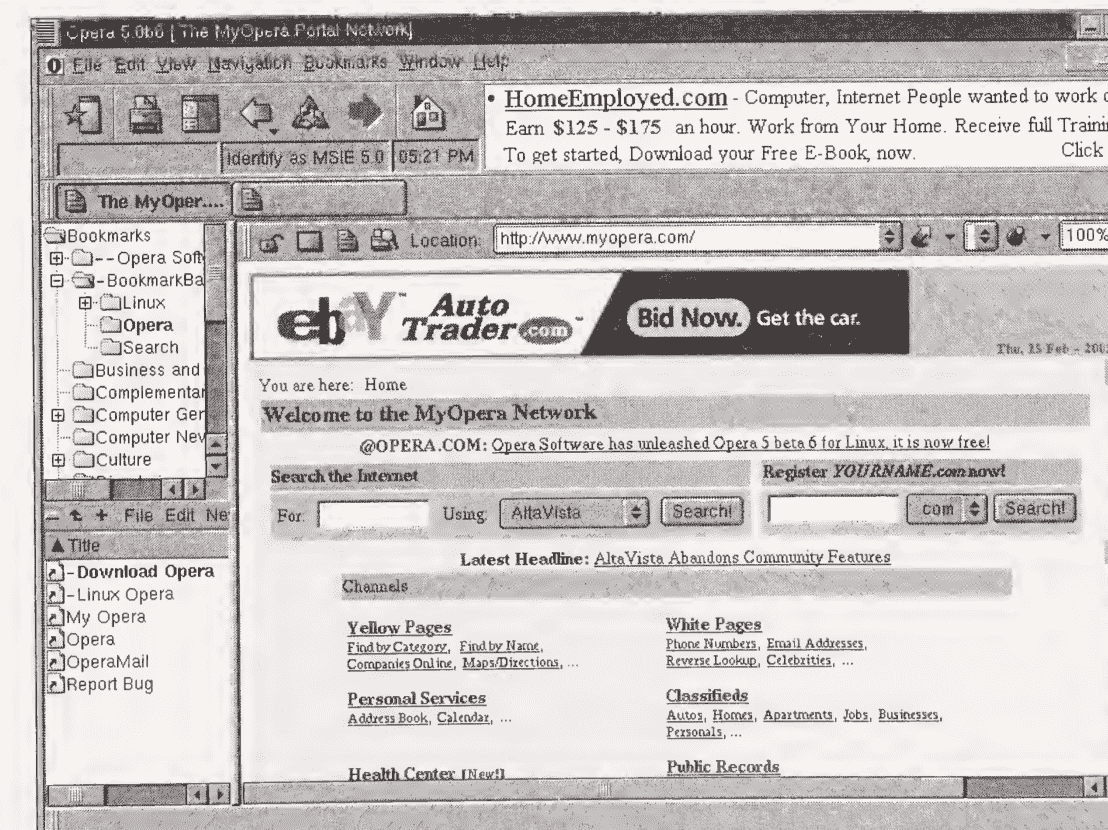 Opera 5.0b6 [The MyOpera Portal Network]
File Edit View Navigation Bookmarks Window Help
• HomeEmployed.com - Computer, Internet People wanted to work
Earn $125 - $175 an hour. Work from Your Home. Receive full
To get started, Download your Free E-Book, now. Click
Identify as MSIE 5.0 05:21 PM
The MyOper....
Bookmarks
--Opera Soft
-BookmarkBa
Linux
Opera
Search
Business and
Complementar
Computer Ger
Computer Nev
Culture
Location: http://www.myopera.com/ 100%
ebaY™ Auto Trader.com™ Bid Now. Get the car.
Thu, 15 Feb - 200
You are here: Home
Welcome to the MyOpera Network
@OPERA.COM: Opera Software has unleashed Opera 5 beta 6 for Linux, it is now free!
Search the Internet
Register YOURNAME.com now!
For: Using: AltaVista Search! com Search!
Latest Headline: AltaVista Abandons Community Features
Channels
Yellow Pages
Find by Category, Find by Name,
Companies Online, Maps/Directions, ...
White Pages
Phone Numbers, Email Addresses,
Reverse Lookup, Celebrities, ...
Personal Services
Address Book, Calendar, ...
Classifieds
Autos, Homes, Apartments, Jobs, Businesses,
Personals, ...
Health Center [New!]
Public Records
File Edit Ne
Title
-Download Opera
-Linux Opera
My Opera
Opera
OperaMail
Report Bug